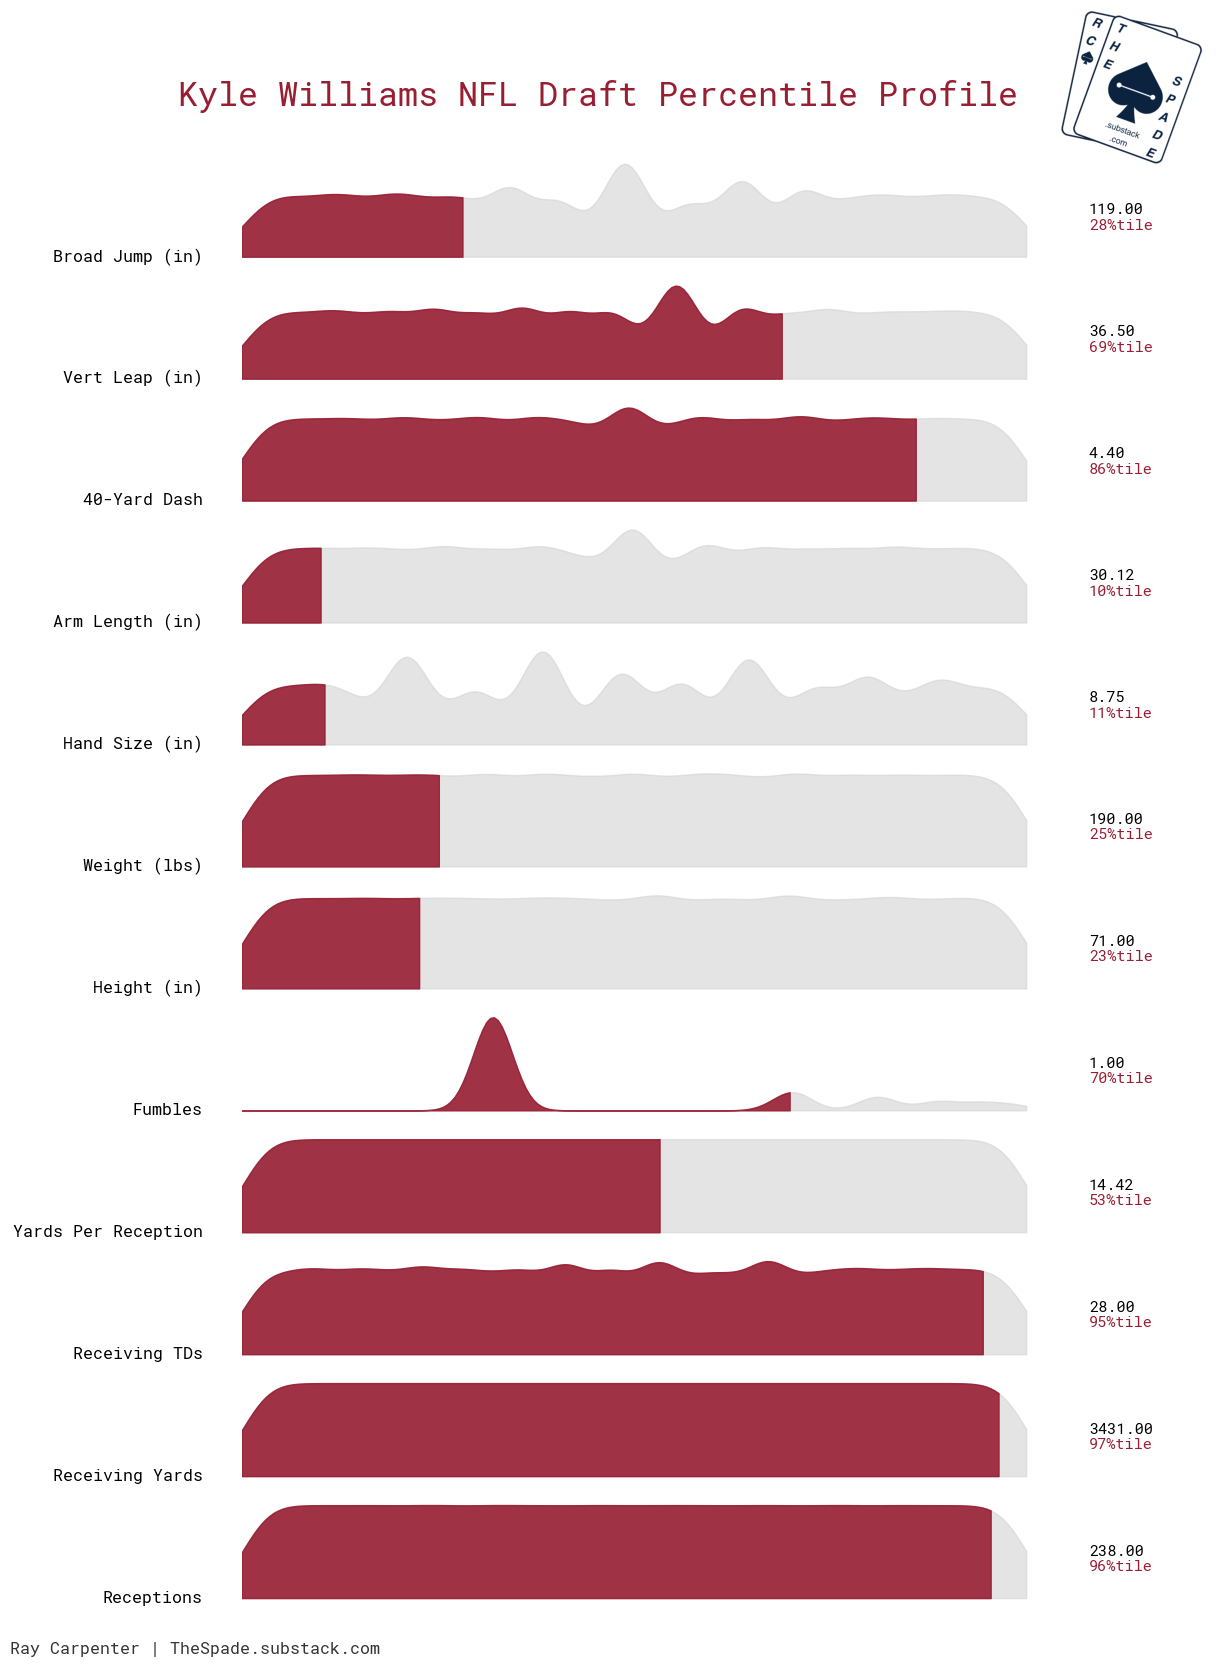 R
C
T
H
E
S
P
A
D
E
.substack
.com
Kyle Williams NFL Draft Percentile Profile
Broad Jump (in)
119.00
28%tile
Vert Leap (in)
36.50
69%tile
40-Yard Dash
4.40
86%tile
Arm Length (in)
30.12
10%tile
Hand Size (in)
8.75
11%tile
Weight (lbs)
190.00
25%tile
Height (in)
71.00
23%tile
Fumbles
1.00
70%tile
Yards Per Reception
14.42
53%tile
Receiving TDs
28.00
95%tile
Receiving Yards
3431.00
97%tile
Receptions
238.00
96%tile
Ray Carpenter | TheSpade.substack.com